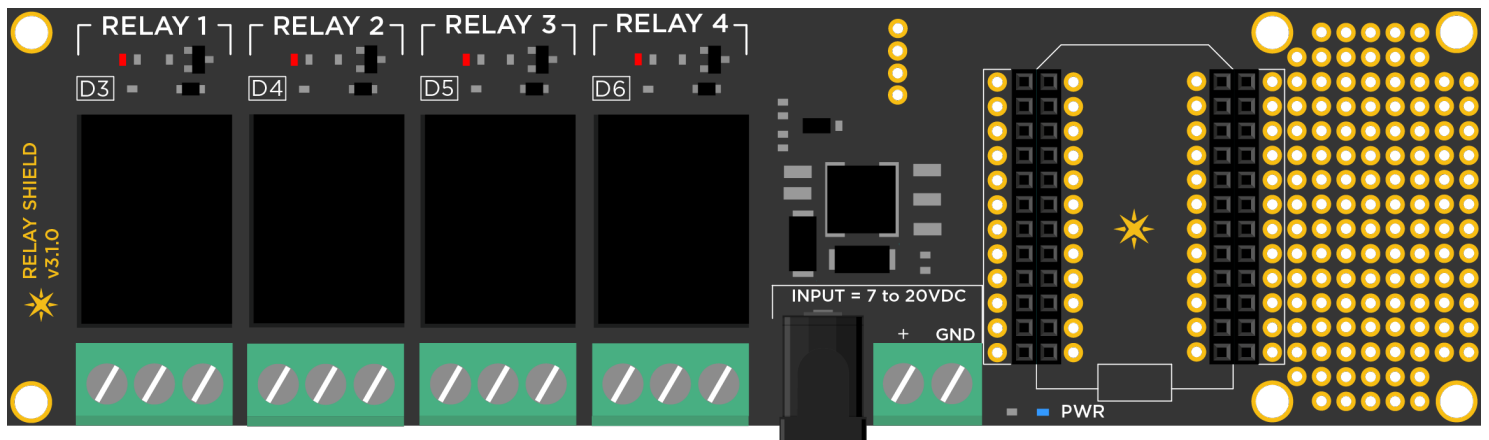 RELAY 1
RELAY 2
RELAY 3
RELAY 4
D3
D4
D5
D6
RELAY SHIELD
v3.1.0
INPUT = 7 to 20VDC
+ GND
PWR